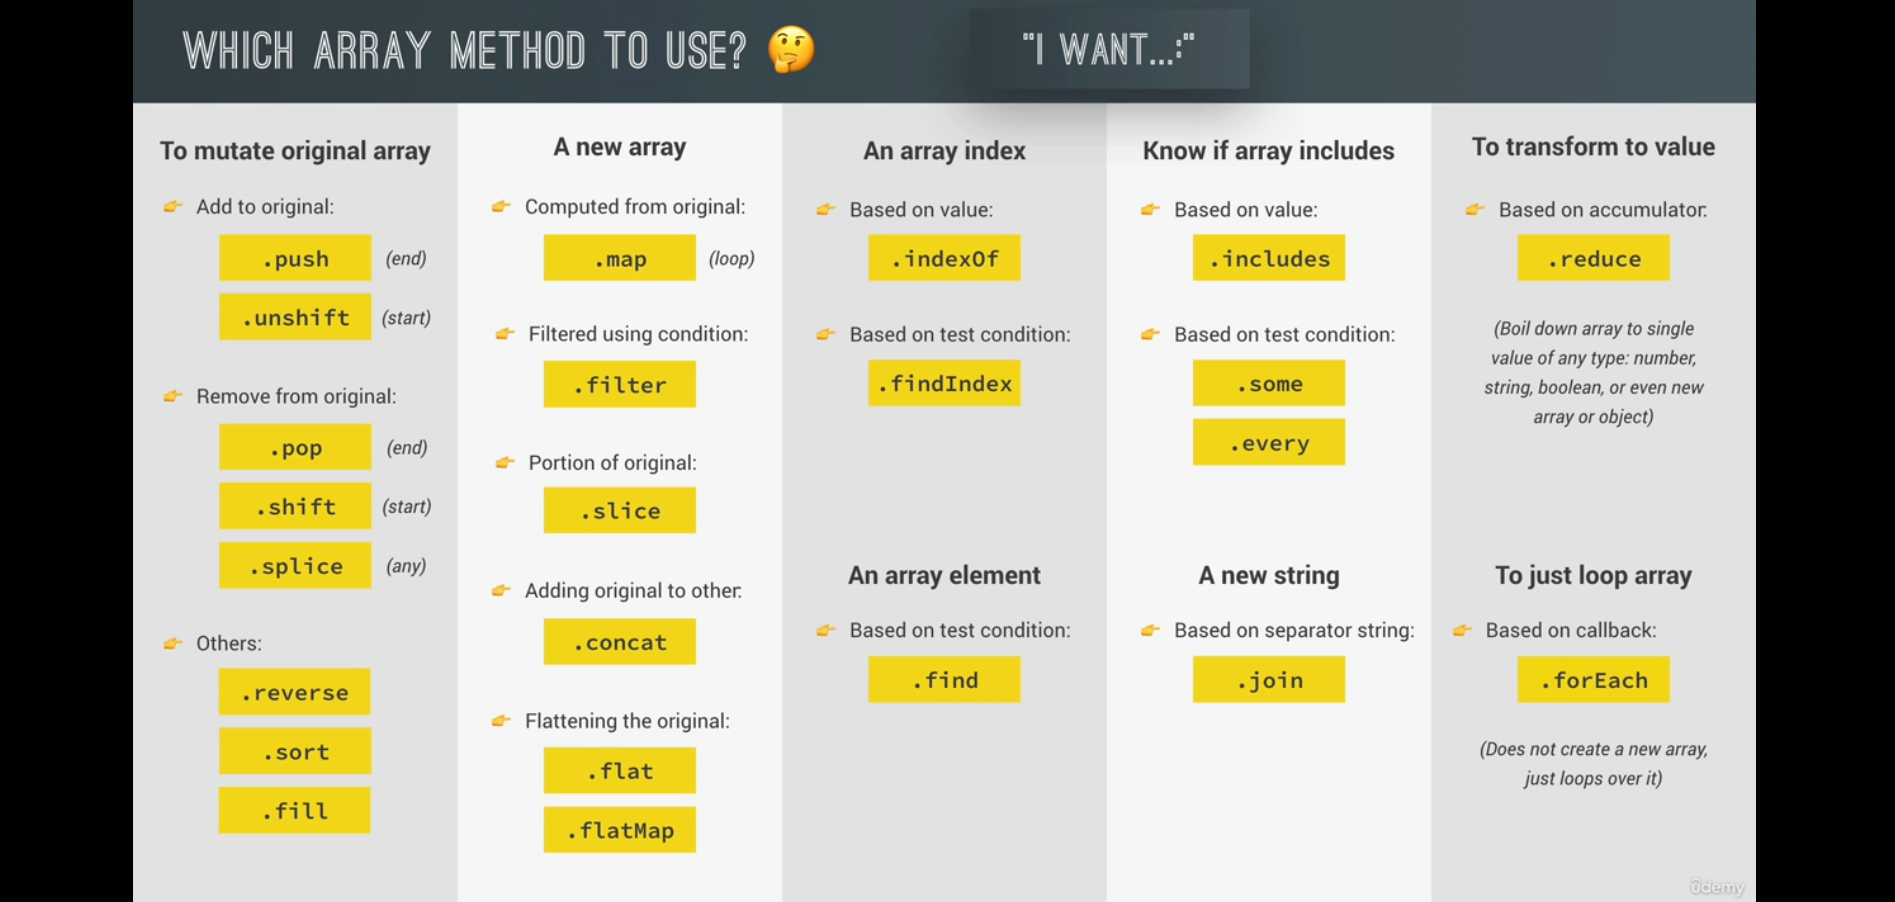 WHICH ARRAY METHOD TO USE? 🤔
"I WANT...:"
To mutate original array
👉 Add to original:
.push (end)
.unshift (start)
👉 Remove from original:
.pop (end)
.shift (start)
.splice (any)
👉 Others:
.reverse
.sort
.fill
A new array
👉 Computed from original:
.map (loop)
👉 Filtered using condition:
.filter
👉 Portion of original:
.slice
👉 Adding original to other:
.concat
👉 Flattening the original:
.flat
.flatMap
An array index
👉 Based on value:
.indexOf
👉 Based on test condition:
.findIndex
An array element
👉 Based on test condition:
.find
Know if array includes
👉 Based on value:
.includes
👉 Based on test condition:
.some
.every
A new string
👉 Based on separator string:
.join
To transform to value
👉 Based on accumulator:
.reduce
(Boil down array to single
value of any type: number,
string, boolean, or even new
array or object)
To just loop array
👉 Based on callback:
.forEach
(Does not create a new array,
just loops over it)
ûdemy